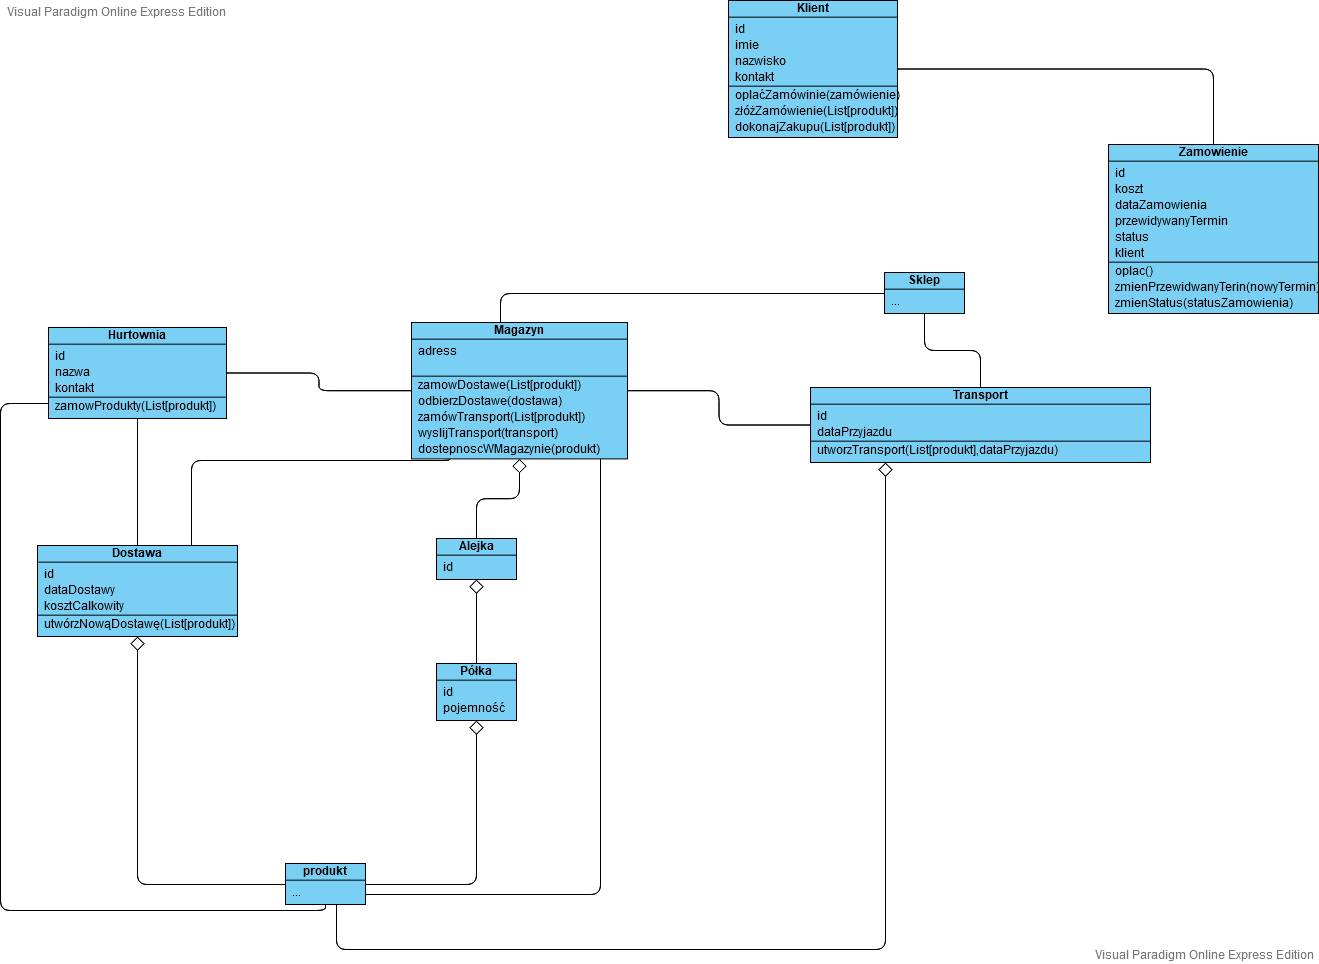 Visual Paradigm Online Express Edition
Klient
id
imie
nazwisko
kontakt
opłaćZamówinie(zamówienie)
złóżZamówienie(List[produkt])
dokonajZakupu(List[produkt])
Zamowienie
id
koszt
dataZamowienia
przewidywanyTermin
status
klient
oplac()
zmienPrzewidwanyTerin(nowyTermin)
zmienStatus(statusZamowienia)
Sklep
...
Hurtownia
id
nazwa
kontakt
zamowProdukty(List[produkt])
Magazyn
adress
zamowDostawe(List[produkt])
odbierzDostawe(dostawa)
zamówTransport(List[produkt])
wyslijTransport(transport)
dostepnoscWMagazynie(produkt)
Transport
id
dataPrzyjazdu
utworzTransport(List[produkt],dataPrzyjazdu)
Dostawa
id
dataDostawy
kosztCalkowity
utwórzNowąDostawę(List[produkt])
Alejka
id
Półka
id
pojemność
produkt
...
Visual Paradigm Online Express Edition